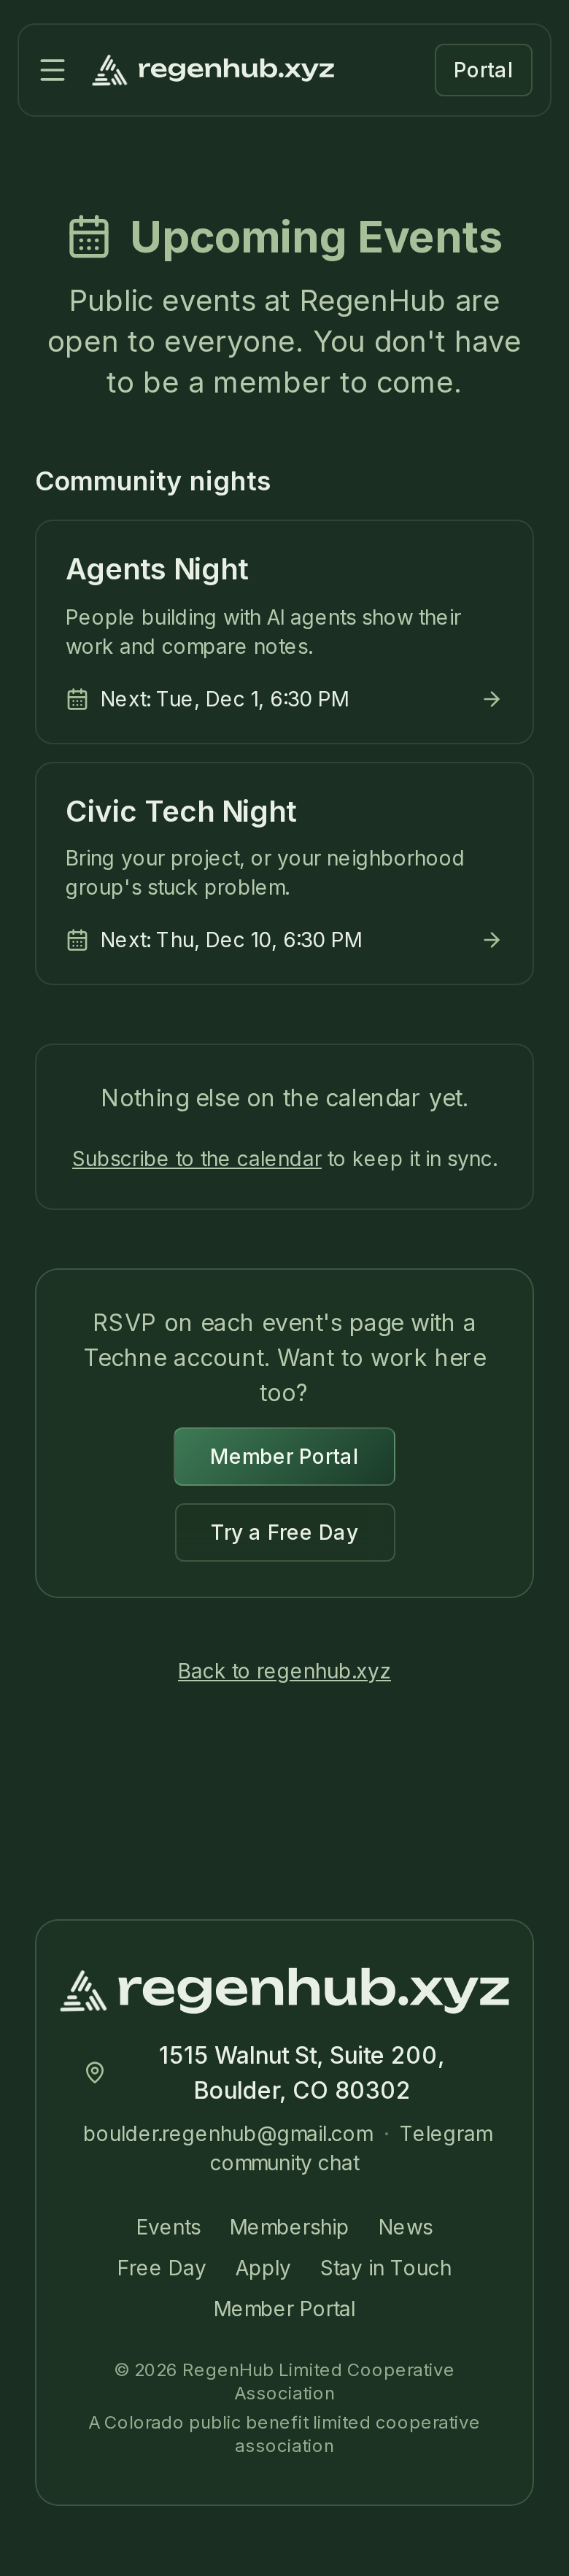 regenhub.xyz
Portal
Upcoming Events
Public events at RegenHub are
open to everyone. You don't have
to be a member to come.
Community nights
Agents Night
People building with AI agents show their
work and compare notes.
Next: Tue, Dec 1, 6:30 PM
Civic Tech Night
Bring your project, or your neighborhood
group's stuck problem.
Next: Thu, Dec 10, 6:30 PM
Nothing else on the calendar yet.
Subscribe to the calendar to keep it in sync.
RSVP on each event's page with a
Techne account. Want to work here
too?
Member Portal
Try a Free Day
Back to regenhub.xyz
regenhub.xyz
1515 Walnut St, Suite 200,
Boulder, CO 80302
boulder.regenhub@gmail.com · Telegram
community chat
Events Membership News
Free Day Apply Stay in Touch
Member Portal
© 2026 RegenHub Limited Cooperative
Association
A Colorado public benefit limited cooperative
association